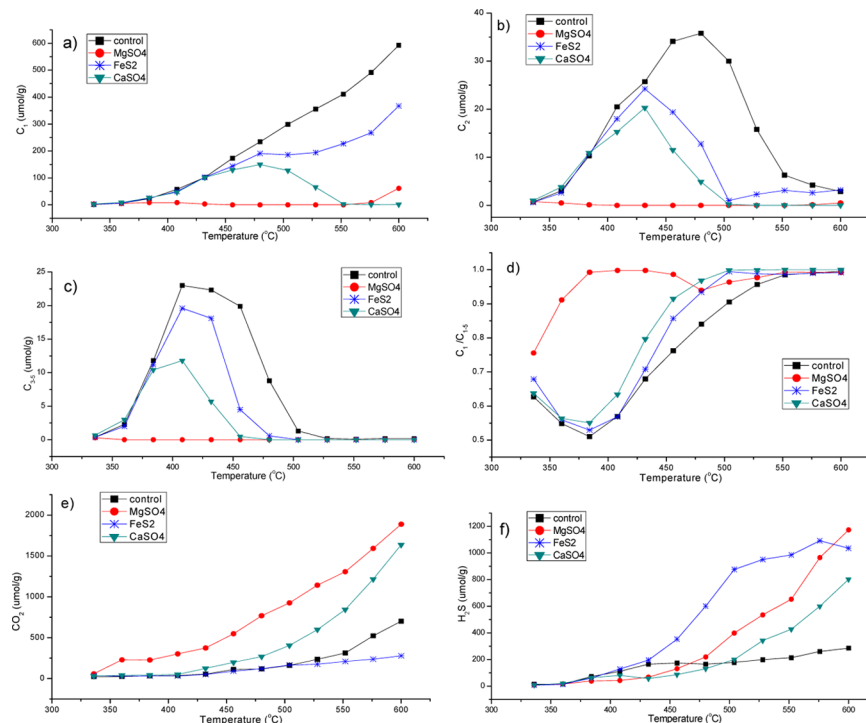 a)
control
MgSO4
FeS2
CaSO4
C1 (umol/g)
600
500
400
300
200
100
0
300 350 400 450 500 550 600
Temperature (°C)
b)
control
MgSO4
FeS2
CaSO4
C2 (umol/g)
40
30
20
10
0
300 350 400 450 500 550 600
Temperature (°C)
c)
control
MgSO4
FeS2
CaSO4
C3-5 (umol/g)
25
20
15
10
5
0
300 350 400 450 500 550 600
Temperature (°C)
d)
control
MgSO4
FeS2
CaSO4
C1/C1-5
1.0
0.9
0.8
0.7
0.6
0.5
300 350 400 450 500 550 600
Temperature (°C)
e)
control
MgSO4
FeS2
CaSO4
CO2 (umol/g)
2000
1500
1000
500
0
300 350 400 450 500 550 600
Temperature (°C)
f)
control
MgSO4
FeS2
CaSO4
H2S (umol/g)
1200
1000
800
600
400
200
0
300 350 400 450 500 550 600
Temperature (°C)